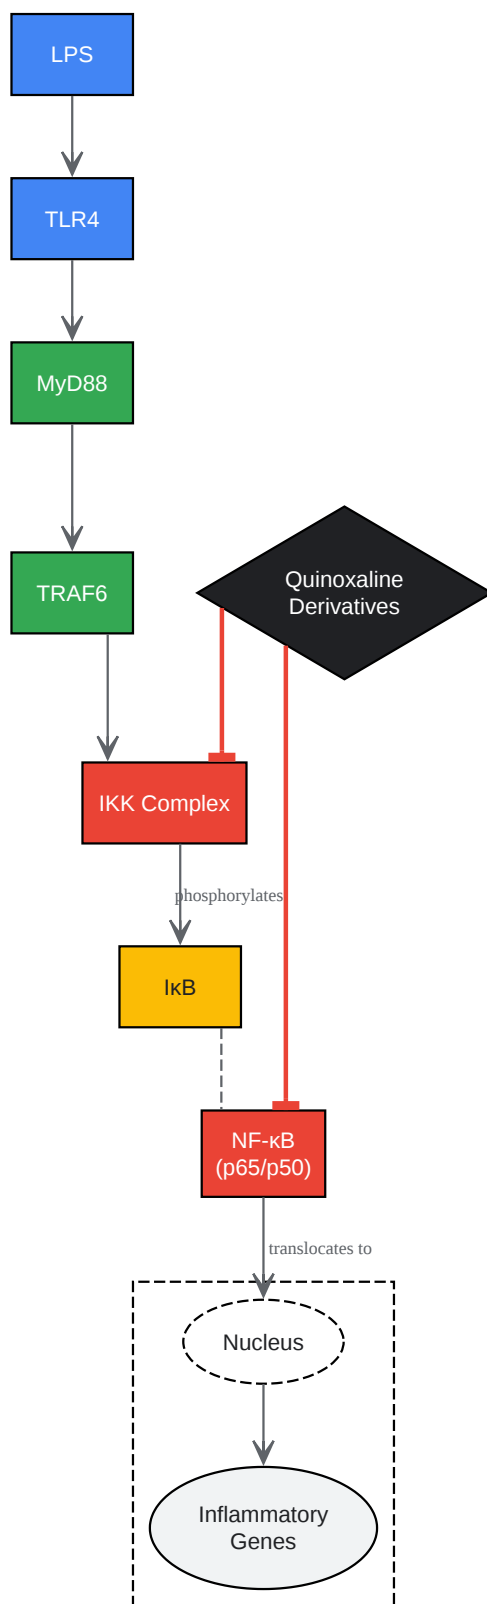 LPS
TLR4
MyD88
TRAF6
Quinoxaline
Derivatives
IKK Complex
phosphorylates
IκB
NF-κB
(p65/p50)
translocates to
Nucleus
Inflammatory
Genes